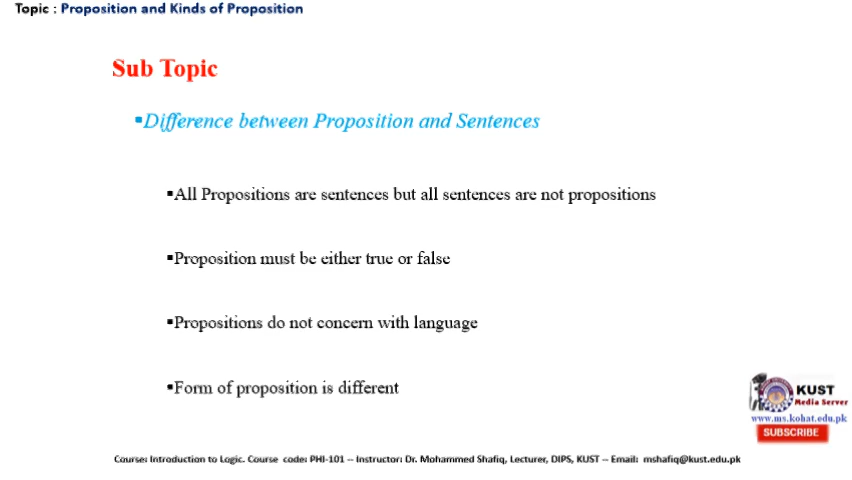 Topic : Proposition and Kinds of Proposition
Sub Topic
▪Difference between Proposition and Sentences
▪All Propositions are sentences but all sentences are not propositions
▪Proposition must be either true or false
▪Propositions do not concern with language
▪Form of proposition is different
KUST
Media Server
www.ms.kohat.edu.pk
SUBSCRIBE
Course: Introduction to Logic. Course code: PHI-101 -- Instructor: Dr. Mohammed Shafiq, Lecturer, DIPS, KUST -- Email: mshafiq@kust.edu.pk